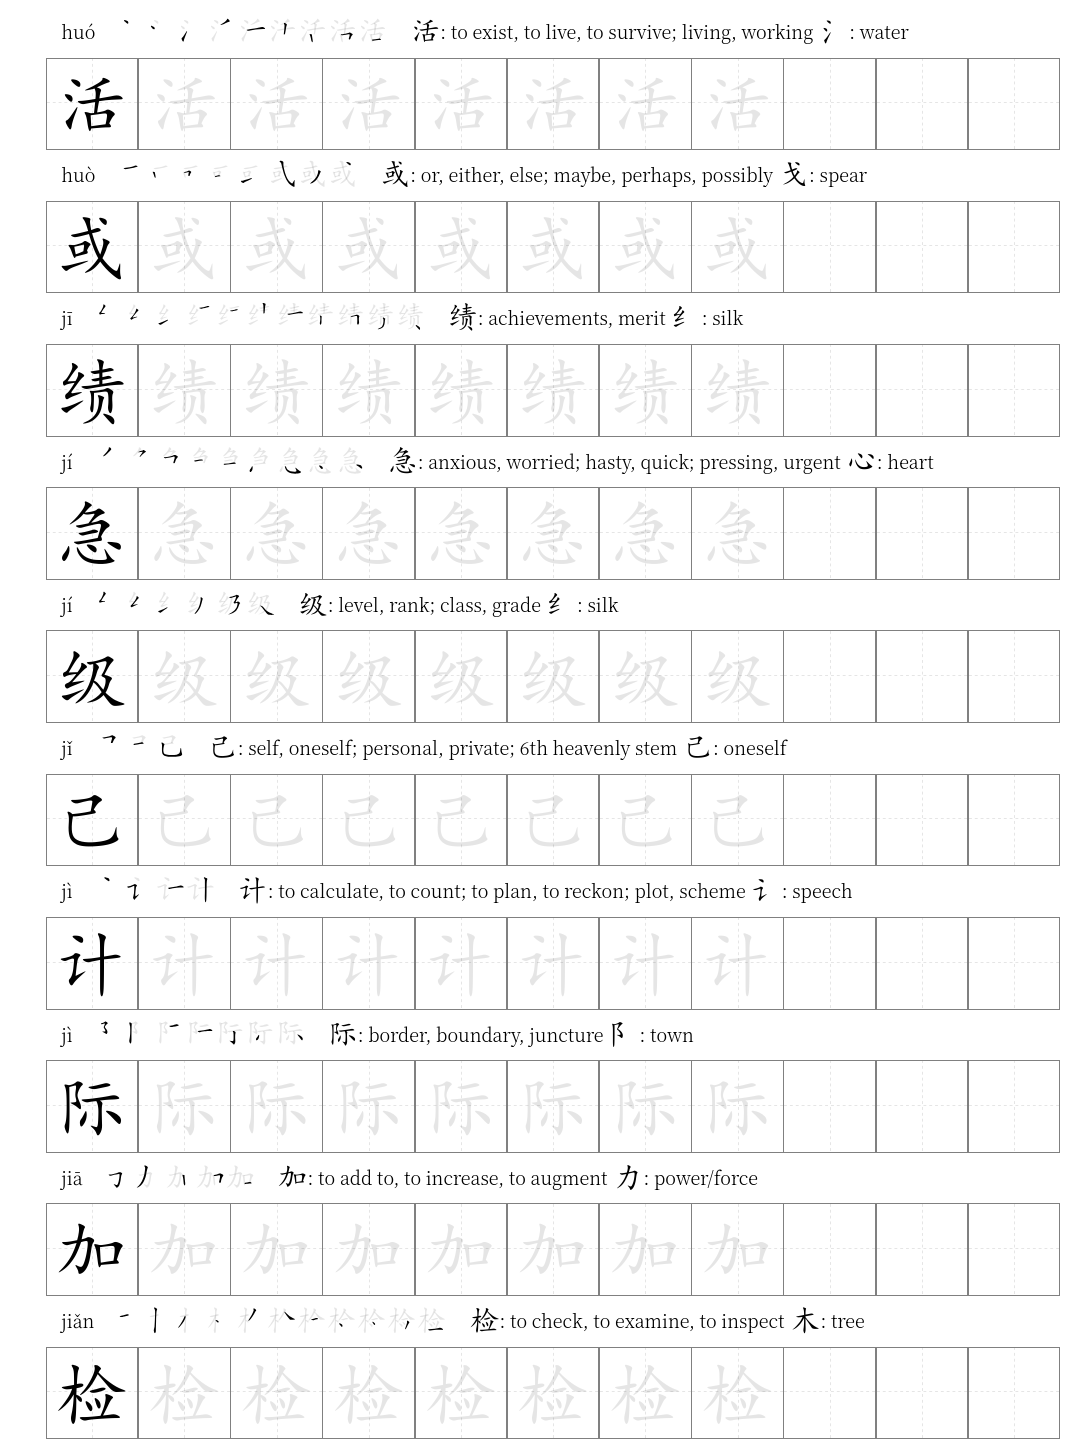 huó 活: to exist, to live, to survive; living, working 氵: water
活 活 活 活 活 活 活 活
huò 或: or, either, else; maybe, perhaps, possibly 戈: spear
或 或 或 或 或 或 或 或
jī 绩: achievements, merit 纟: silk
绩 绩 绩 绩 绩 绩 绩 绩
jí 急: anxious, worried; hasty, quick; pressing, urgent 心: heart
急 急 急 急 急 急 急 急
jí 级: level, rank; class, grade 纟: silk
级 级 级 级 级 级 级 级
jǐ 己: self, oneself; personal, private; 6th heavenly stem 己: oneself
己 己 己 己 己 己 己 己
jì 计: to calculate, to count; to plan, to reckon; plot, scheme 讠: speech
计 计 计 计 计 计 计 计
jì 际: border, boundary, juncture 阝: town
际 际 际 际 际 际 际 际
jiā 加: to add to, to increase, to augment 力: power/force
加 加 加 加 加 加 加 加
jiǎn 检: to check, to examine, to inspect 木: tree
检 检 检 检 检 检 检 检